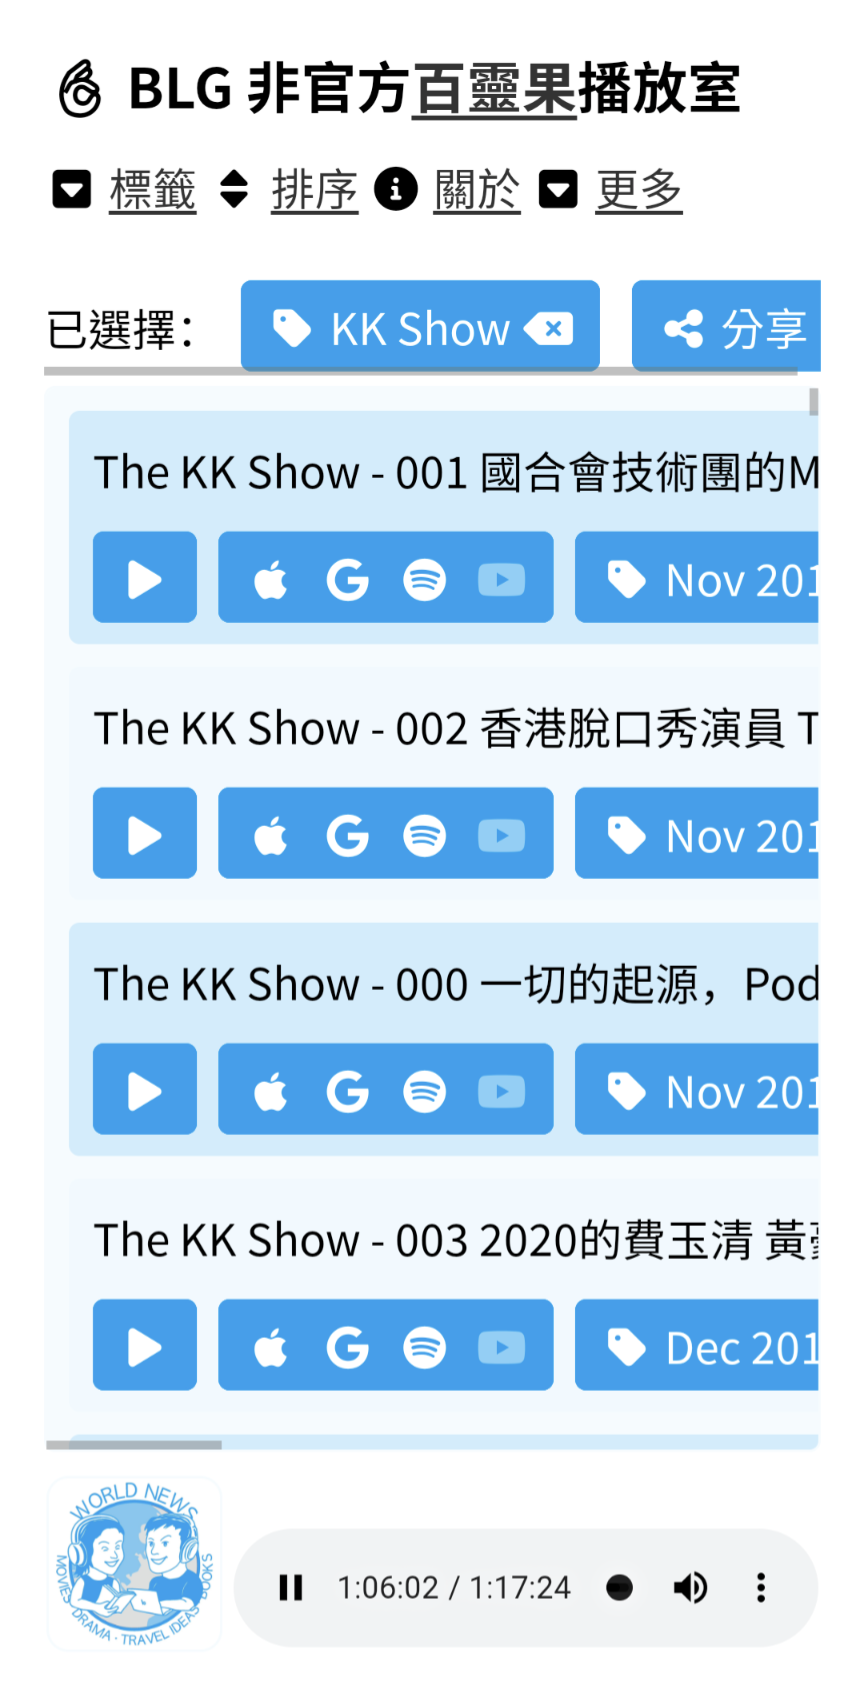 BLG 非官方百靈果播放室
標籤 排序 關於 更多
已選擇： KK Show 分享
The KK Show - 001 國合會技術團的M
Nov 201
The KK Show - 002 香港脫口秀演員 T
Nov 201
The KK Show - 000 一切的起源，Pod
Nov 201
The KK Show - 003 2020的費玉清 黃
Dec 201
WORLD NEWS
MOVIES · DRAMA · TRAVEL IDEAS · BOOKS
1:06:02 / 1:17:24